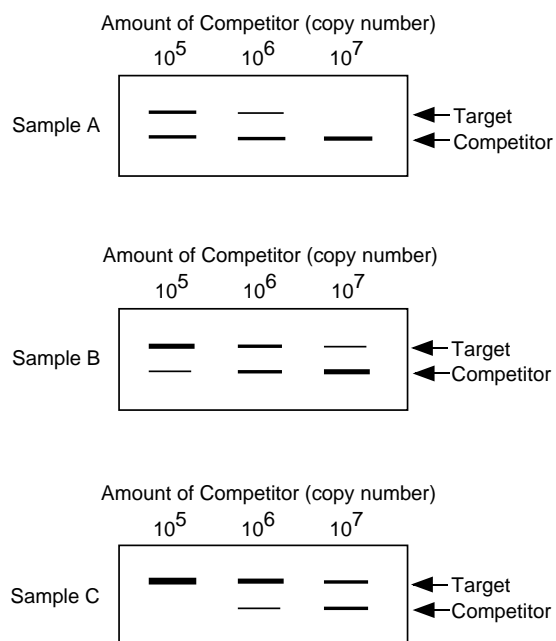 Amount of Competitor (copy number)
10⁵ 10⁶ 10⁷
Sample A
Target
Competitor
Amount of Competitor (copy number)
10⁵ 10⁶ 10⁷
Sample B
Target
Competitor
Amount of Competitor (copy number)
10⁵ 10⁶ 10⁷
Sample C
Target
Competitor